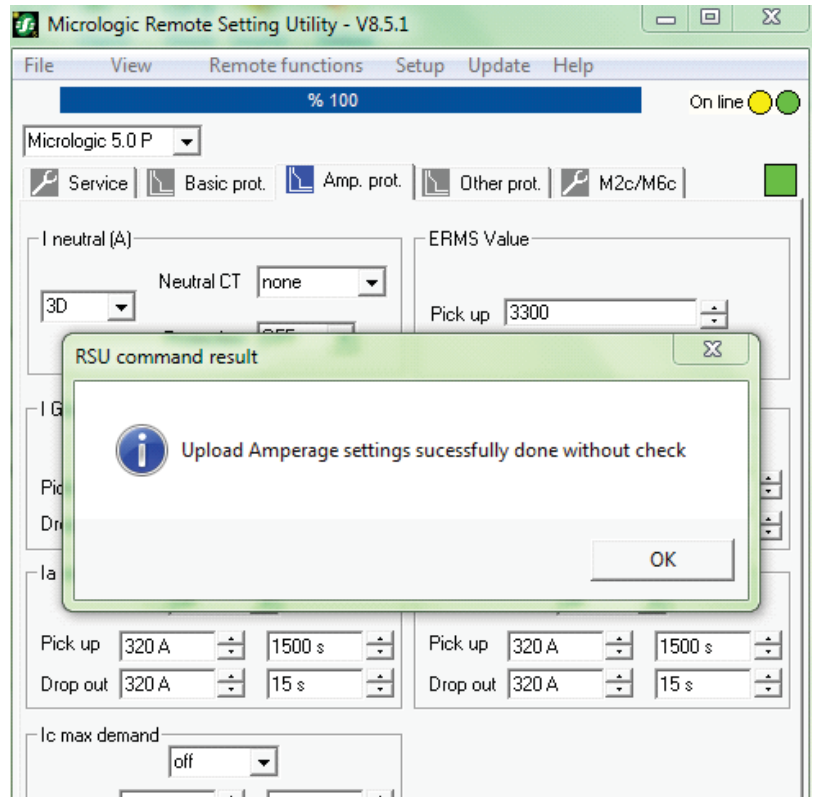 Micrologic Remote Setting Utility - V8.5.1
File View Remote functions Setup Update Help
% 100 On line
Micrologic 5.0 P
Service Basic prot. Amp. prot. Other prot. M2c/M6c
I neutral (A) ERMS Value
Neutral CT none
3D Pick up 3300
RSU command result
I G
Upload Amperage settings sucessfully done without check
OK
Ia
Pick up 320 A 1500 s Pick up 320 A 1500 s
Drop out 320 A 15 s Drop out 320 A 15 s
Ic max demand
off